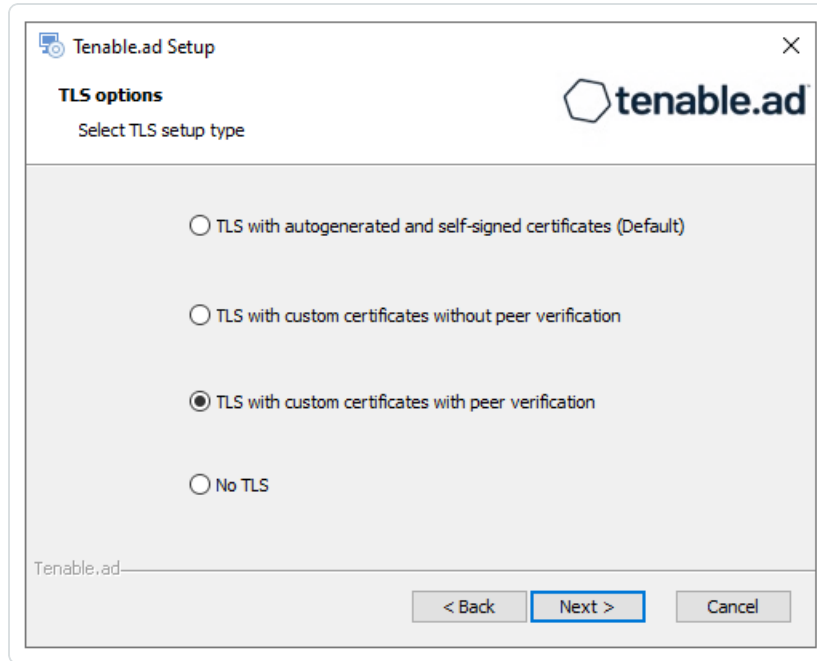 Tenable.ad Setup
TLS options
Select TLS setup type
tenable.ad
TLS with autogenerated and self-signed certificates (Default)
TLS with custom certificates without peer verification
TLS with custom certificates with peer verification
No TLS
Tenable.ad
< Back
Next >
Cancel